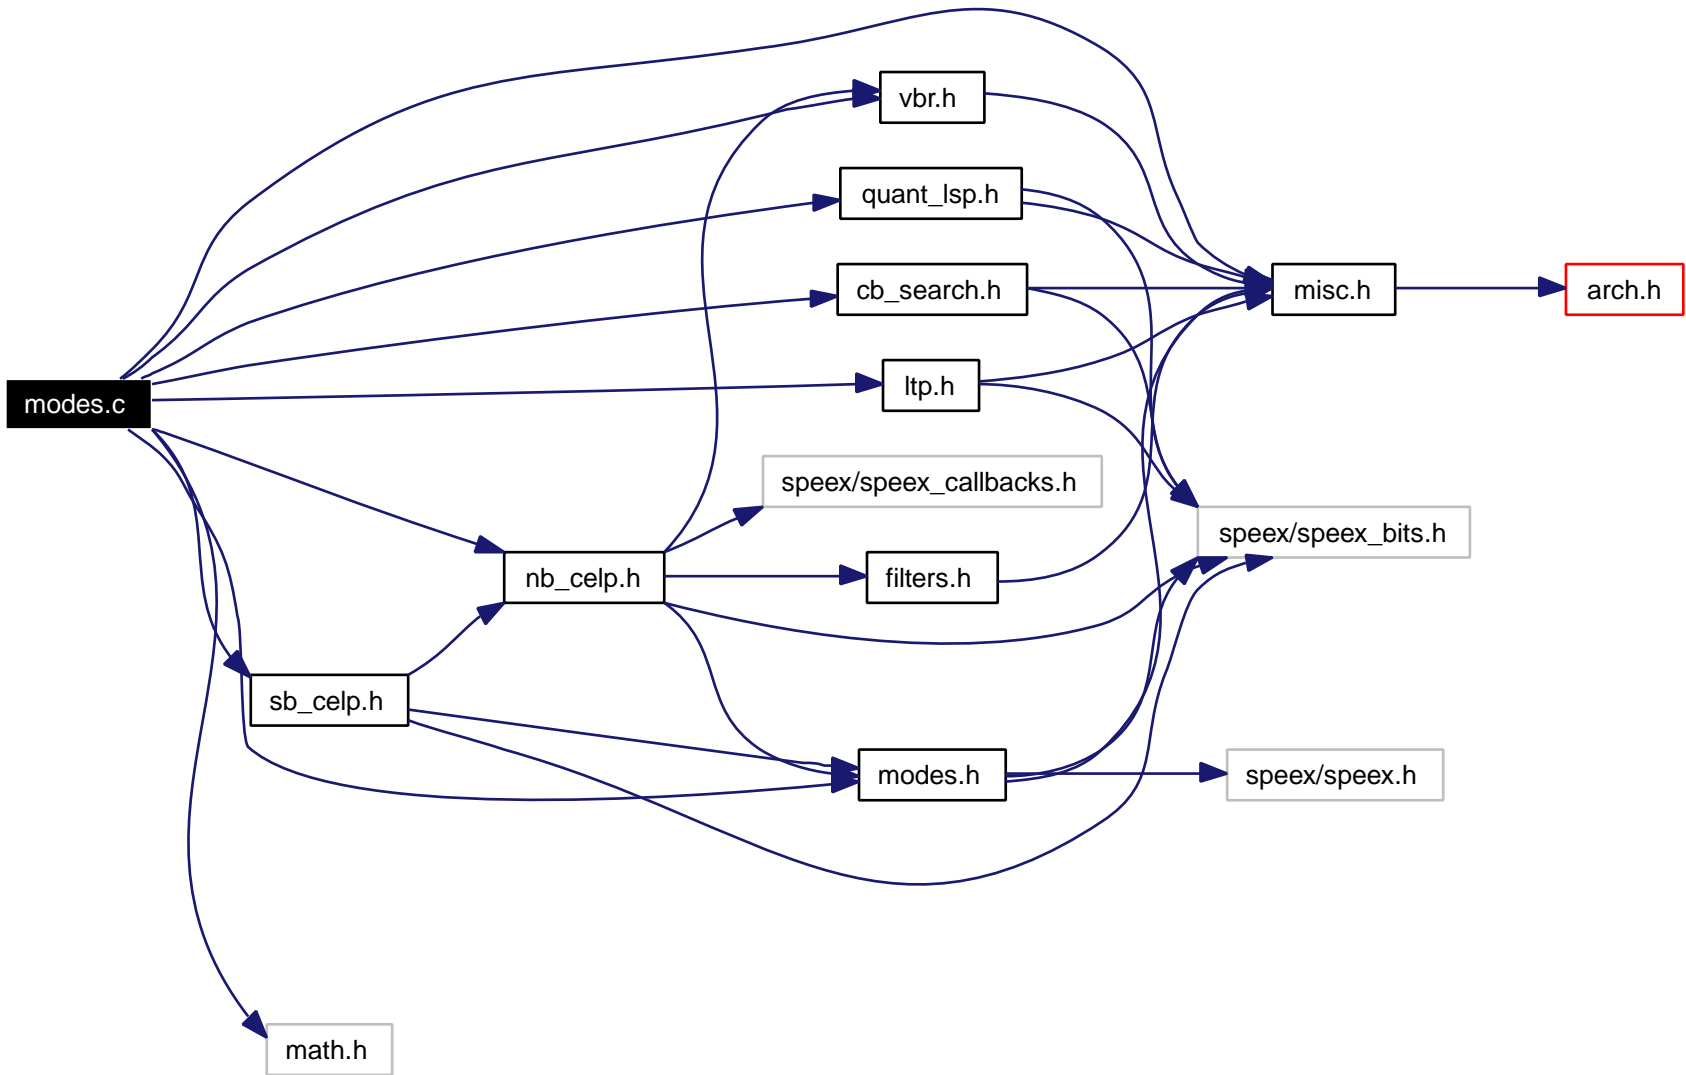 vbr.h
quant_lsp.h
cb_search.h
misc.h
arch.h
ltp.h
modes.c
speex/speex_callbacks.h
speex/speex_bits.h
nb_celp.h
filters.h
sb_celp.h
modes.h
speex/speex.h
math.h